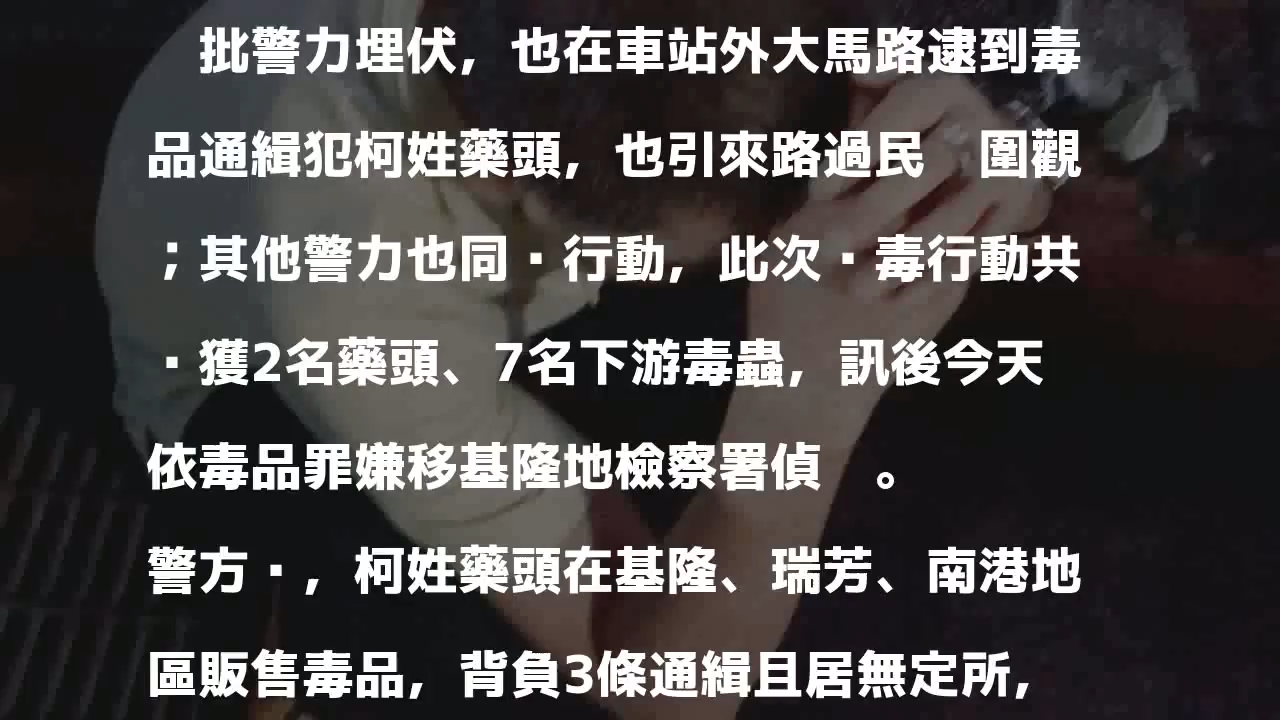 批警力埋伏，也在車站外大馬路逮到毒
品通緝犯柯姓藥頭，也引來路過民　圍觀
；其他警力也同▪行動，此次▪毒行動共
▪獲2名藥頭、7名下游毒蟲，訊後今天
依毒品罪嫌移基隆地檢察署偵　。
警方▪，柯姓藥頭在基隆、瑞芳、南港地
區販售毒品，背負3條通緝且居無定所，